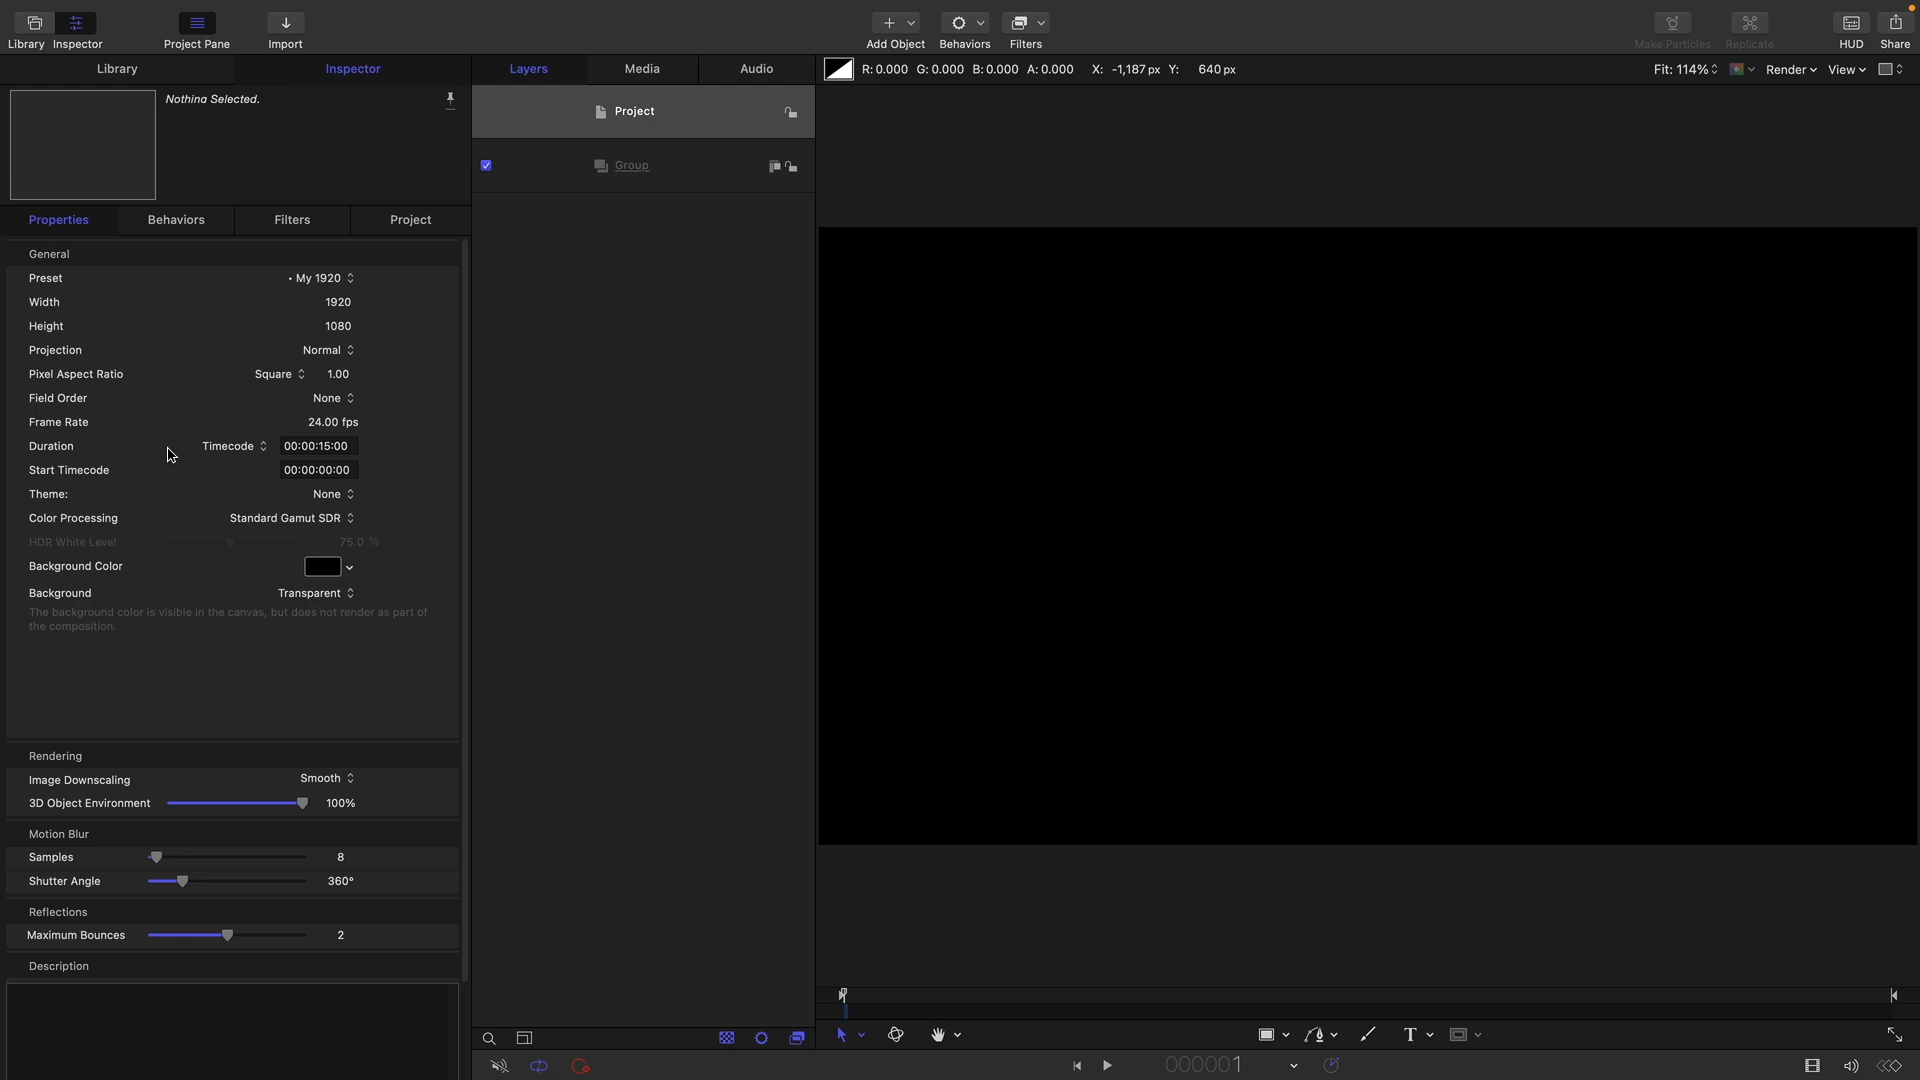 Library Inspector Project Pane Import Add Object Behaviors Filters Make Particles Replicate HUD Share
Library Inspector Layers Media Audio R: 0.000 G: 0.000 B: 0.000 A: 0.000 X: -1,187 px Y: 640 px Fit: 114% Render View
Nothing Selected.
Project
Group
Properties Behaviors Filters Project
General
Preset • My 1920
Width 1920
Height 1080
Projection Normal
Pixel Aspect Ratio Square 1.00
Field Order None
Frame Rate 24.00 fps
Duration Timecode 00:00:15:00
Start Timecode 00:00:00:00
Theme: None
Color Processing Standard Gamut SDR
HDR White Level 75.0 %
Background Color
Background Transparent
The background color is visible in the canvas, but does not render as part of
the composition.
Rendering
Image Downscaling Smooth
3D Object Environment 100%
Motion Blur
Samples 8
Shutter Angle 360°
Reflections
Maximum Bounces 2
Description
T
000001